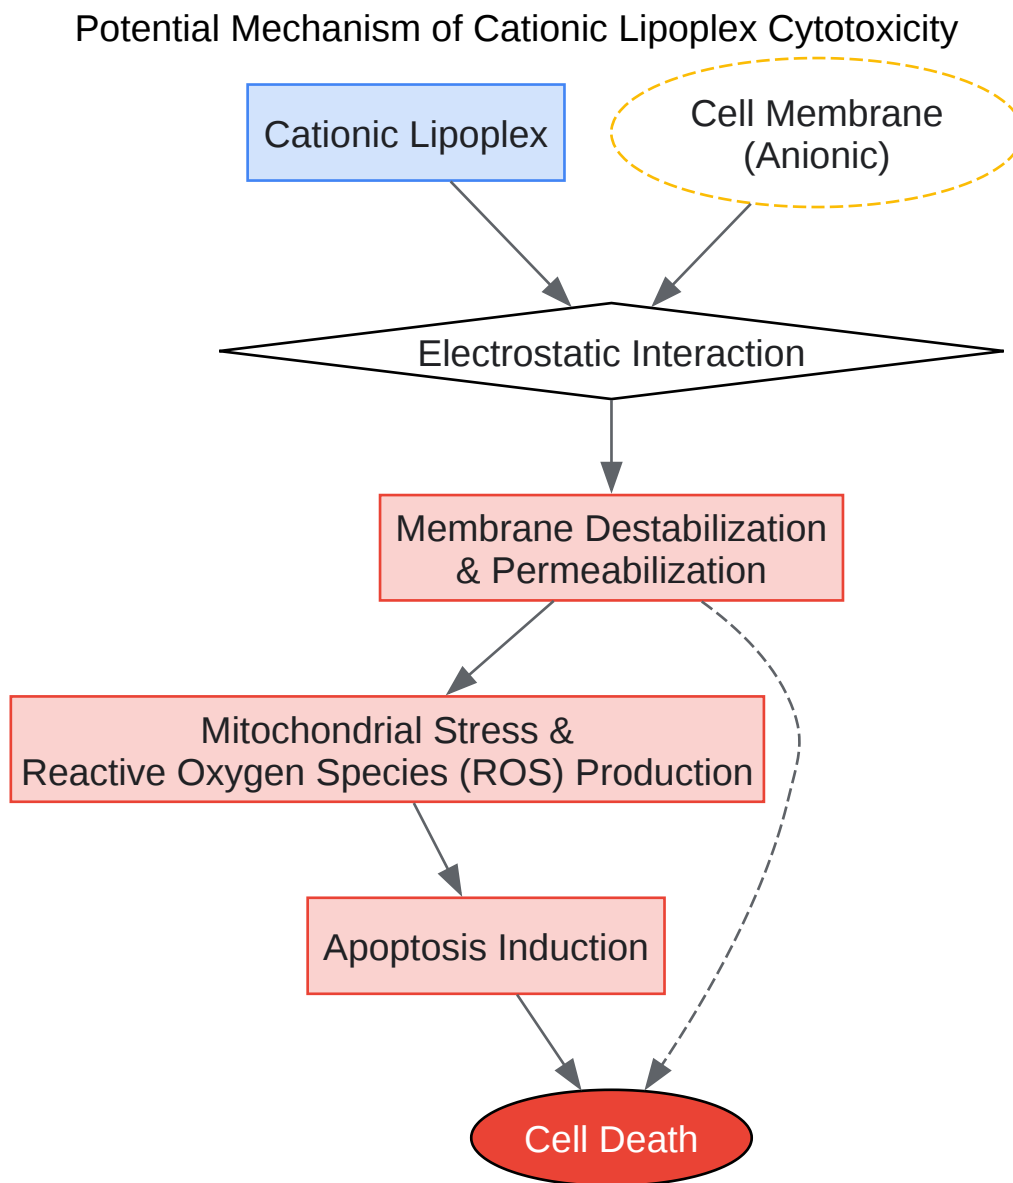 Potential Mechanism of Cationic Lipoplex Cytotoxicity
Cationic Lipoplex
Cell Membrane
(Anionic)
Electrostatic Interaction
Membrane Destabilization
& Permeabilization
Mitochondrial Stress &
Reactive Oxygen Species (ROS) Production
Apoptosis Induction
Cell Death